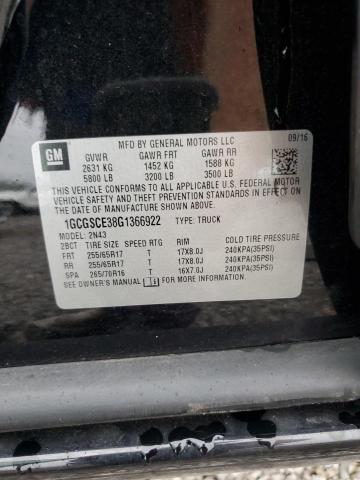 MFD BY GENERAL MOTORS LLC 09/16
GM
GVWR GAWR FRT GAWR RR
2631 KG 1452 KG 1588 KG
5800 LB 3200 LB 3500 LB
THIS VEHICLE CONFORMS TO ALL APPLICABLE U.S. FEDERAL MOTOR
VEHICLE SAFETY AND THEFT PREVENTION STANDARDS IN EFFECT
ON THE DATE OF MANUFACTURE SHOWN ABOVE.
1GCGSCE38G1366922 TYPE: TRUCK
MODEL: 2N43
2BCT TIRE SIZE SPEED RTG RIM COLD TIRE PRESSURE
FRT 255/65R17 T 17X8.0J 240KPA(35PSI)
RR 255/65R17 T 17X8.0J 240KPA(35PSI)
SPA 265/70R16 T 16X7.0J 240KPA(35PSI)
SEE OWNER'S MANUAL FOR MORE INFORMATION.